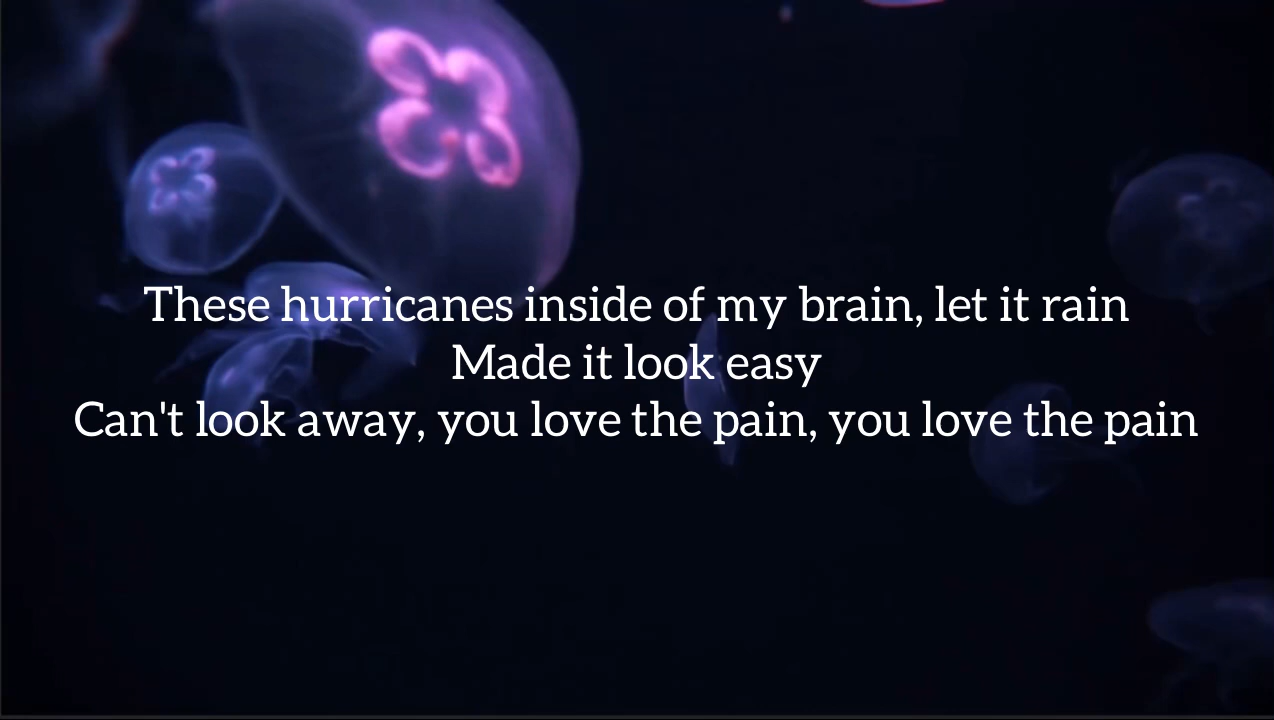 These hurricanes inside of my brain, let it rain
Made it look easy
Can't look away, you love the pain, you love the pain